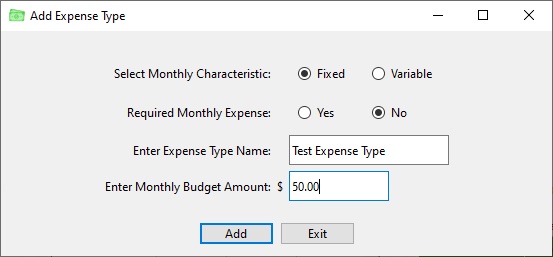 Add Expense Type
Select Monthly Characteristic: Fixed Variable
Required Monthly Expense: Yes No
Enter Expense Type Name: Test Expense Type
Enter Monthly Budget Amount: $ 50.00
Add Exit